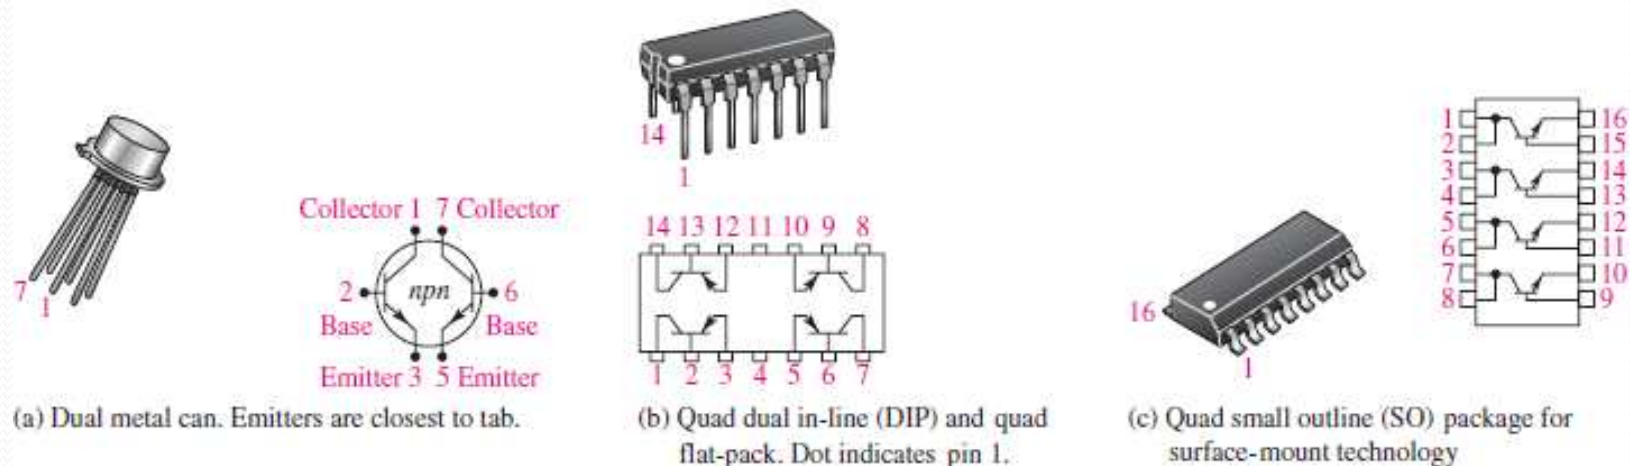 7
1
Collector 1 7 Collector
2
npn
6
Base
Base
Emitter 3 5 Emitter
(a) Dual metal can. Emitters are closest to tab.
14
1
14 13 12 11 10 9 8
1 2 3 4 5 6 7
(b) Quad dual in-line (DIP) and quad
flat-pack. Dot indicates pin 1.
16
1
1 16
2 15
3 14
4 13
5 12
6 11
7 10
8 9
(c) Quad small outline (SO) package for
surface-mount technology